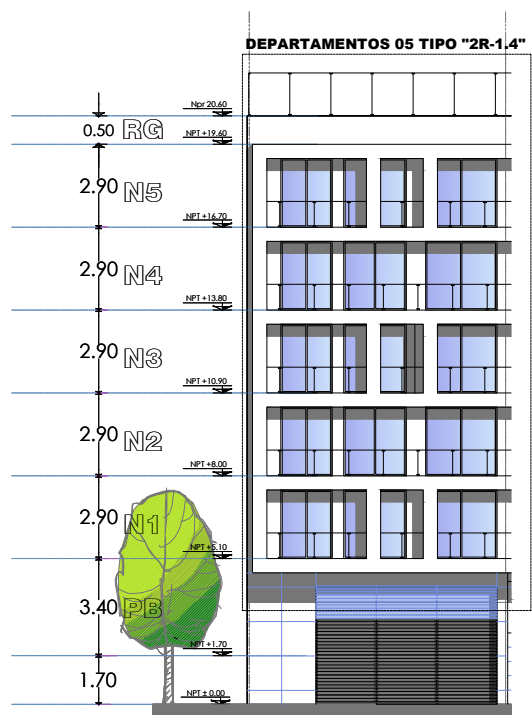 DEPARTAMENTOS 05 TIPO "2R-1.4"
Npr 20.60
0.50 RG
NPT +19.60
2.90 N5
NPT +16.70
2.90 N4
NPT +13.80
2.90 N3
NPT +10.90
2.90 N2
NPT +8.00
2.90 N1
NPT +5.10
3.40 PB
NPT +1.70
1.70
NPT ± 0.00